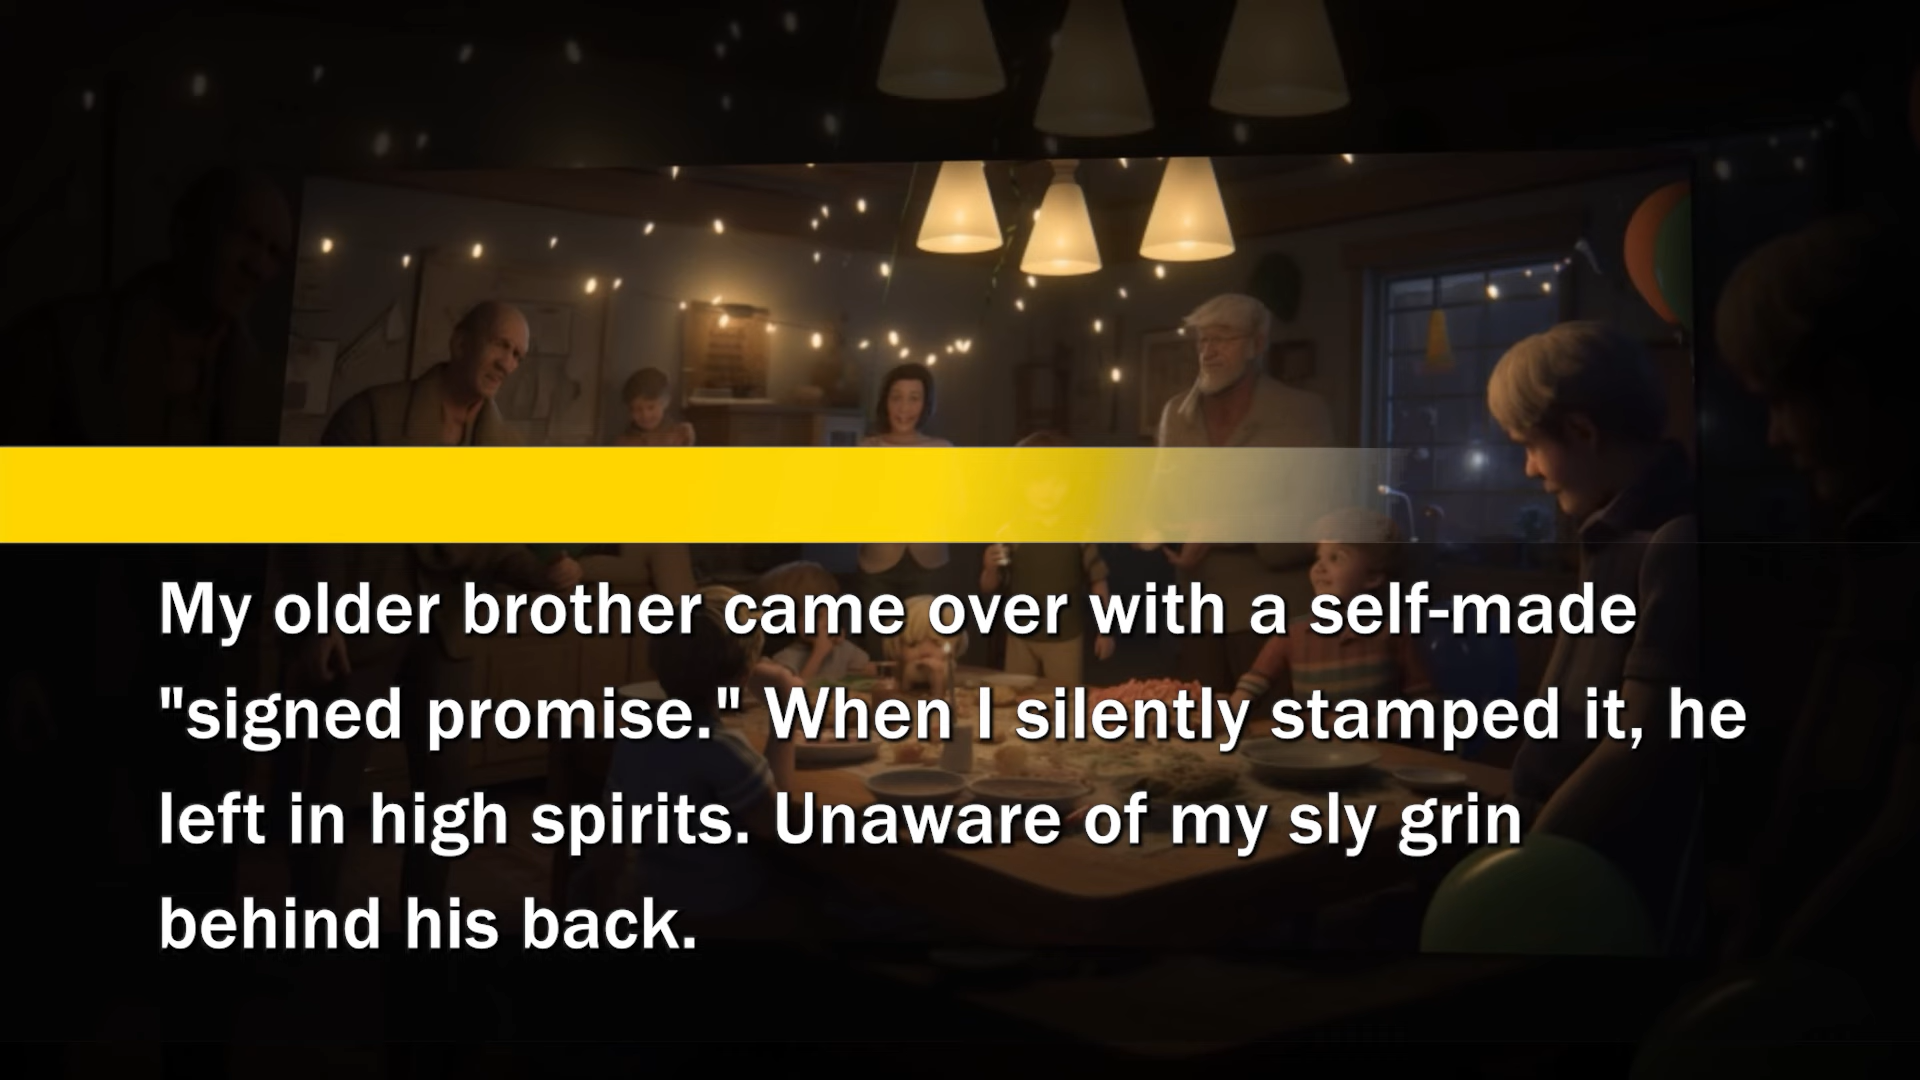 My older brother came over with a self-made
"signed promise." When I silently stamped it, he
left in high spirits. Unaware of my sly grin
behind his back.